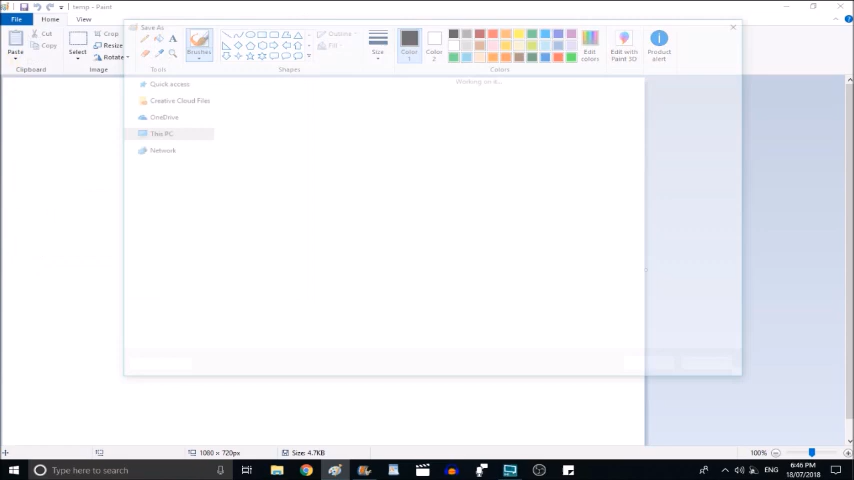 temp - Paint
Save As
File
Home
View
Paste
Cut
Copy
Clipboard
Select
Crop
Resize
Rotate
Image
Tools
Brushes
Outline
Fill
Shapes
Size
Color 1
Color 2
Edit colors
Colors
Edit with Paint 3D
Product alert
Working on it...
Quick access
Creative Cloud Files
OneDrive
This PC
Network
1080 × 720px
Size: 4.7KB
100%
Type here to search
ENG
6:46 PM
18/07/2018